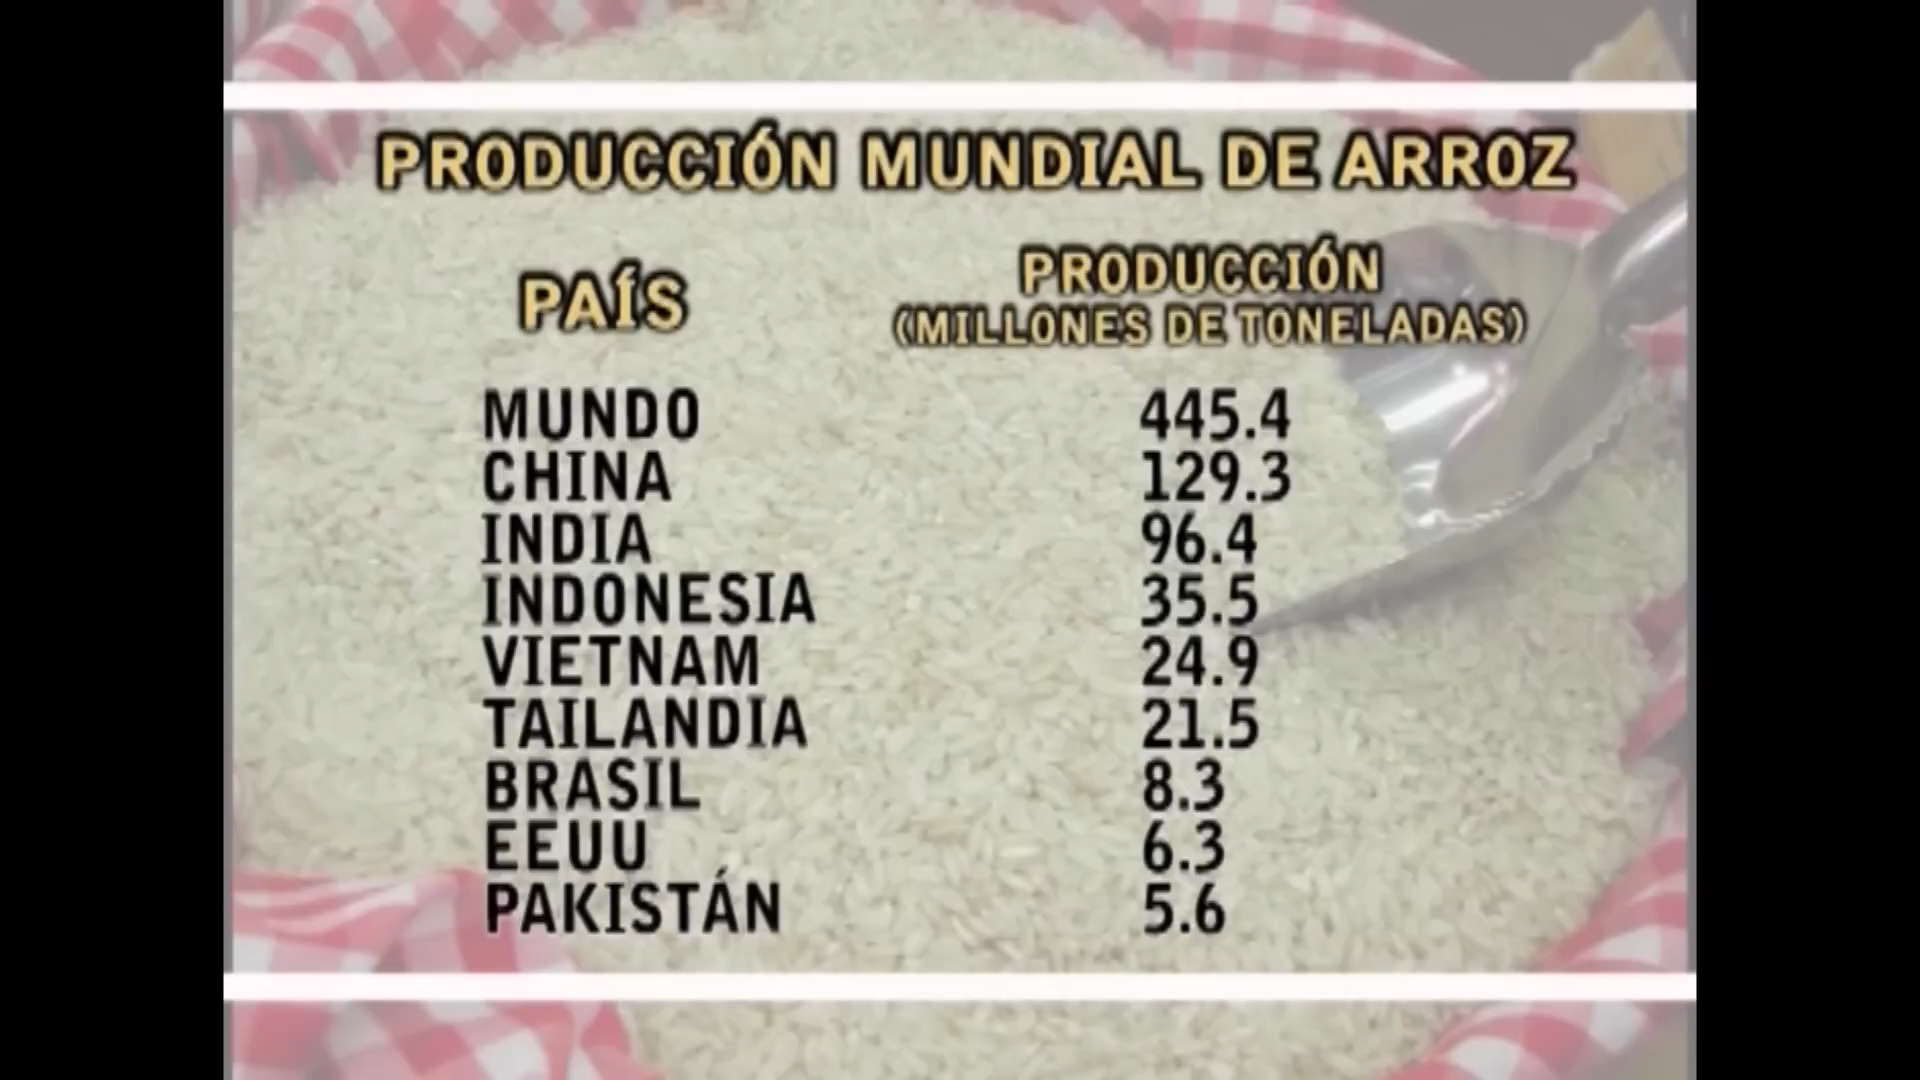 PRODUCCIÓN MUNDIAL DE ARROZ
PAÍS PRODUCCIÓN
(MILLONES DE TONELADAS)
MUNDO 445.4
CHINA 129.3
INDIA 96.4
INDONESIA 35.5
VIETNAM 24.9
TAILANDIA 21.5
BRASIL 8.3
EEUU 6.3
PAKISTÁN 5.6